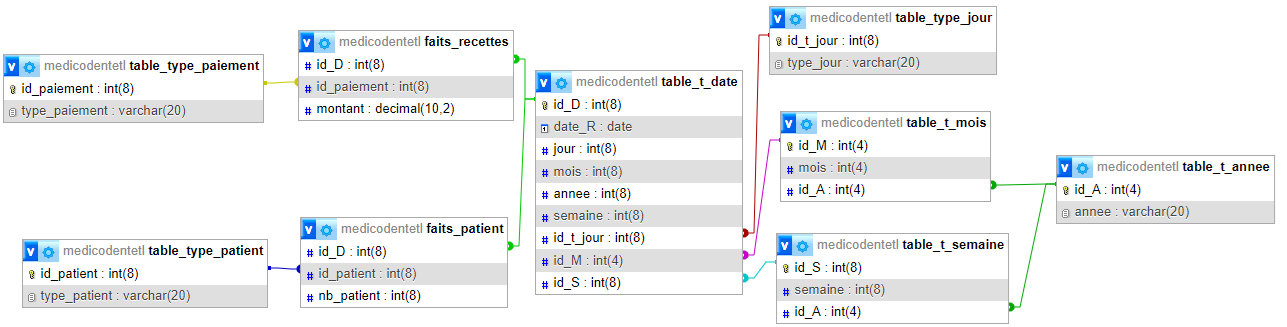 medicodentetl table_type_paiement
id_paiement : int(8)
type_paiement : varchar(20)
medicodentetl faits_recettes
id_D : int(8)
id_paiement : int(8)
montant : decimal(10,2)
medicodentetl table_type_patient
id_patient : int(8)
type_patient : varchar(20)
medicodentetl faits_patient
id_D : int(8)
id_patient : int(8)
nb_patient : int(8)
medicodentetl table_t_date
id_D : int(8)
date_R : date
jour : int(8)
mois : int(8)
annee : int(8)
semaine : int(8)
id_t_jour : int(8)
id_M : int(4)
id_S : int(8)
medicodentetl table_type_jour
id_t_jour : int(8)
type_jour : varchar(20)
medicodentetl table_t_mois
id_M : int(4)
mois : int(4)
id_A : int(4)
medicodentetl table_t_semaine
id_S : int(8)
semaine : int(8)
id_A : int(4)
medicodentetl table_t_annee
id_A : int(4)
annee : varchar(20)